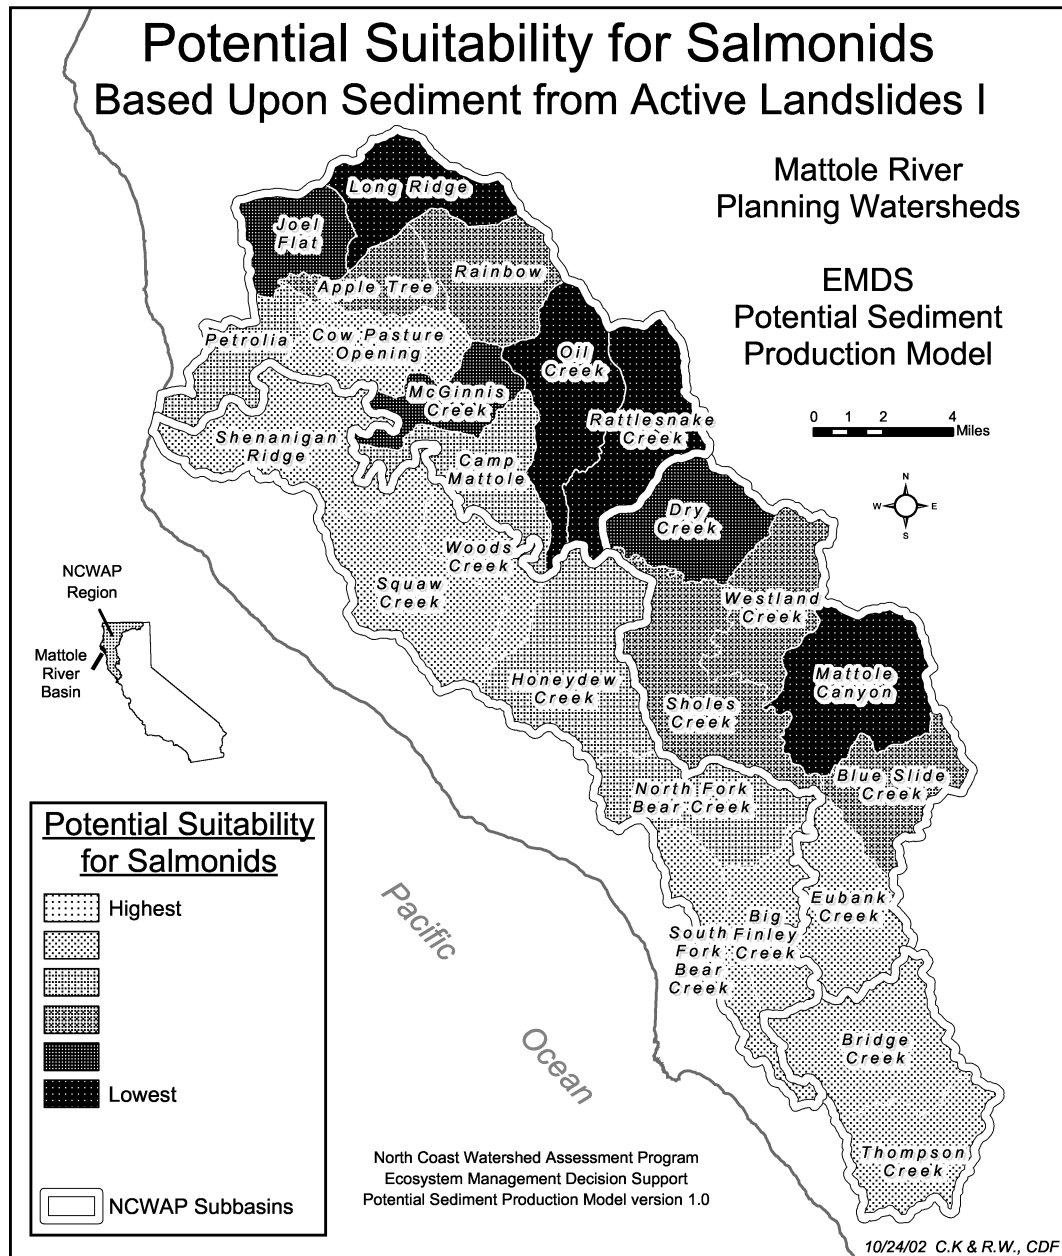 Potential Suitability for Salmonids
Based Upon Sediment from Active Landslides I
Mattole River
Planning Watersheds
EMDS
Potential Sediment
Production Model
0 1 2 4
Miles
N
W E
S
Long Ridge
Joel
Flat
Rainbow
Apple Tree
Petrolia
Cow Pasture
Opening
Oil
Creek
McGinnis
Creek
Rattlesnake
Creek
Shenanigan
Ridge
Camp
Mattole
Dry
Creek
Woods
Creek
Squaw
Creek
Westland
Creek
Honeydew
Creek
Sholes
Creek
Mattole
Canyon
North Fork
Bear Creek
Blue Slide
Creek
Eubank
Creek
Big
Finley
Creek
South
Fork
Bear
Creek
Bridge
Creek
Thompson
Creek
NCWAP
Region
Mattole
River
Basin
Pacific
Ocean
Potential Suitability
for Salmonids
Highest
Lowest
NCWAP Subbasins
North Coast Watershed Assessment Program
Ecosystem Management Decision Support
Potential Sediment Production Model version 1.0
10/24/02 C.K & R.W., CDF